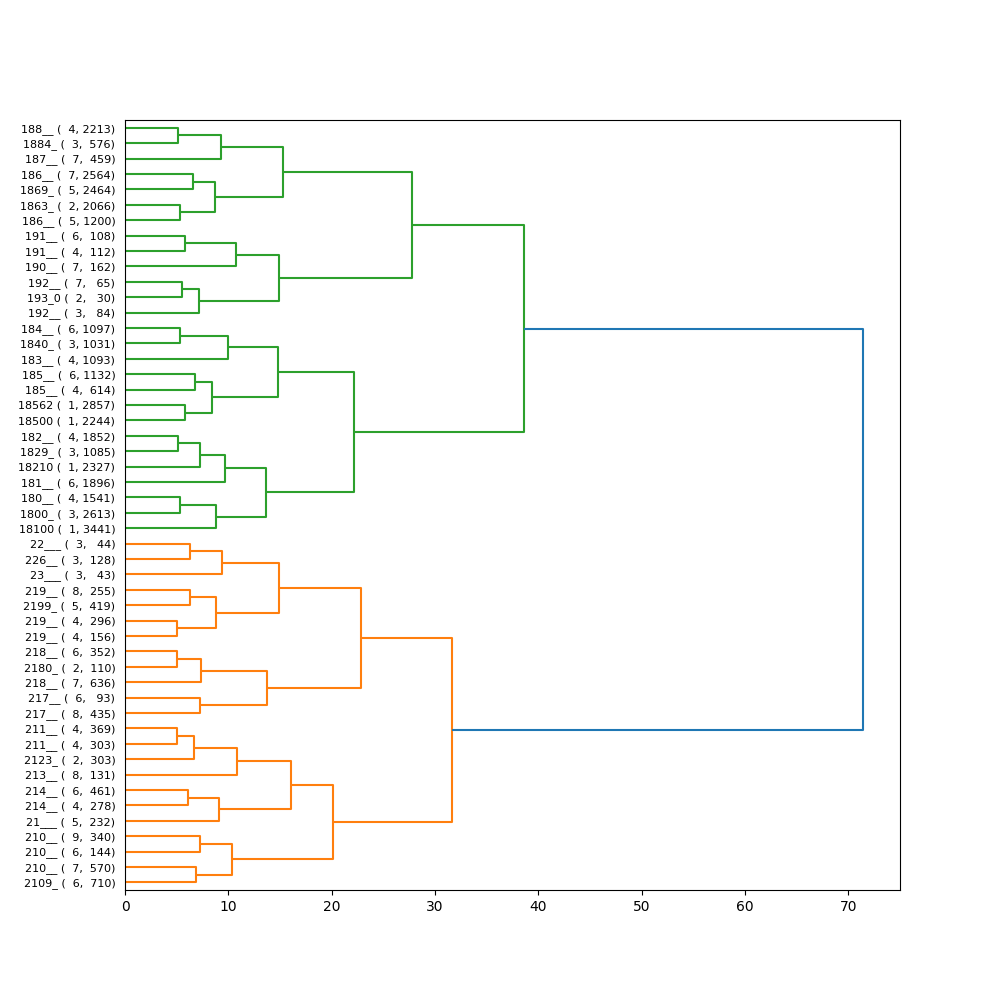 188__ (  4, 2213)
1884_ (  3,  576)
187__ (  7,  459)
186__ (  7, 2564)
1869_ (  5, 2464)
1863_ (  2, 2066)
186__ (  5, 1200)
191__ (  6,  108)
191__ (  4,  112)
190__ (  7,  162)
192__ (  7,   65)
193_0 (  2,   30)
192__ (  3,   84)
184__ (  6, 1097)
1840_ (  3, 1031)
183__ (  4, 1093)
185__ (  6, 1132)
185__ (  4,  614)
18562 (  1, 2857)
18500 (  1, 2244)
182__ (  4, 1852)
1829_ (  3, 1085)
18210 (  1, 2327)
181__ (  6, 1896)
180__ (  4, 1541)
1800_ (  3, 2613)
18100 (  1, 3441)
22___ (  3,   44)
226__ (  3,  128)
23___ (  3,   43)
219__ (  8,  255)
2199_ (  5,  419)
219__ (  4,  296)
219__ (  4,  156)
218__ (  6,  352)
2180_ (  2,  110)
218__ (  7,  636)
217__ (  6,   93)
217__ (  8,  435)
211__ (  4,  369)
211__ (  4,  303)
2123_ (  2,  303)
213__ (  8,  131)
214__ (  6,  461)
214__ (  4,  278)
21___ (  5,  232)
210__ (  9,  340)
210__ (  6,  144)
210__ (  7,  570)
2109_ (  6,  710)
0 10 20 30 40 50 60 70